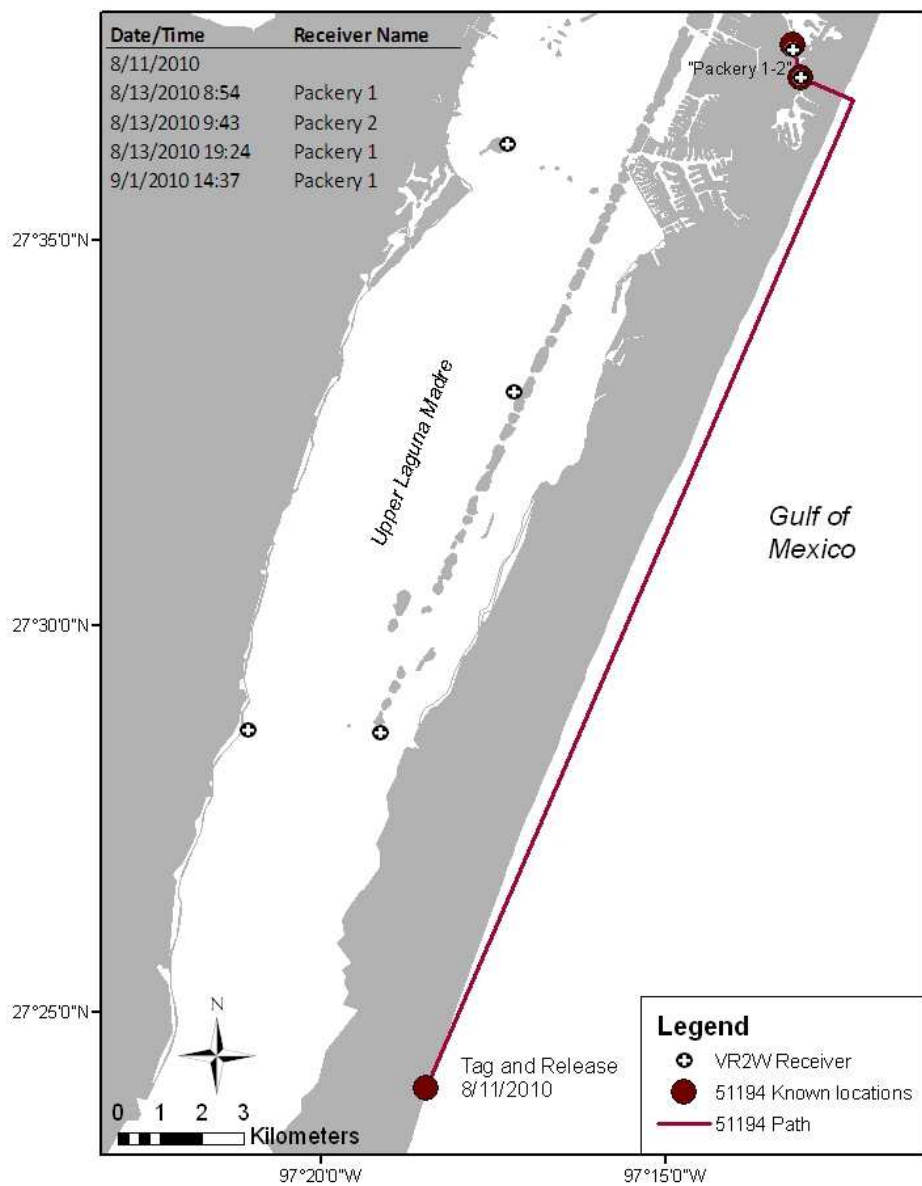 Date/Time Receiver Name
8/11/2010
8/13/2010 8:54 Packery 1
8/13/2010 9:43 Packery 2
8/13/2010 19:24 Packery 1
9/1/2010 14:37 Packery 1
"Packery 1-2"
27°35'0"N
Upper Laguna Madre
Gulf of
Mexico
27°30'0"N
27°25'0"N
N
Tag and Release
8/11/2010
0 1 2 3
Kilometers
Legend
VR2W Receiver
51194 Known locations
51194 Path
97°20'0"W 97°15'0"W